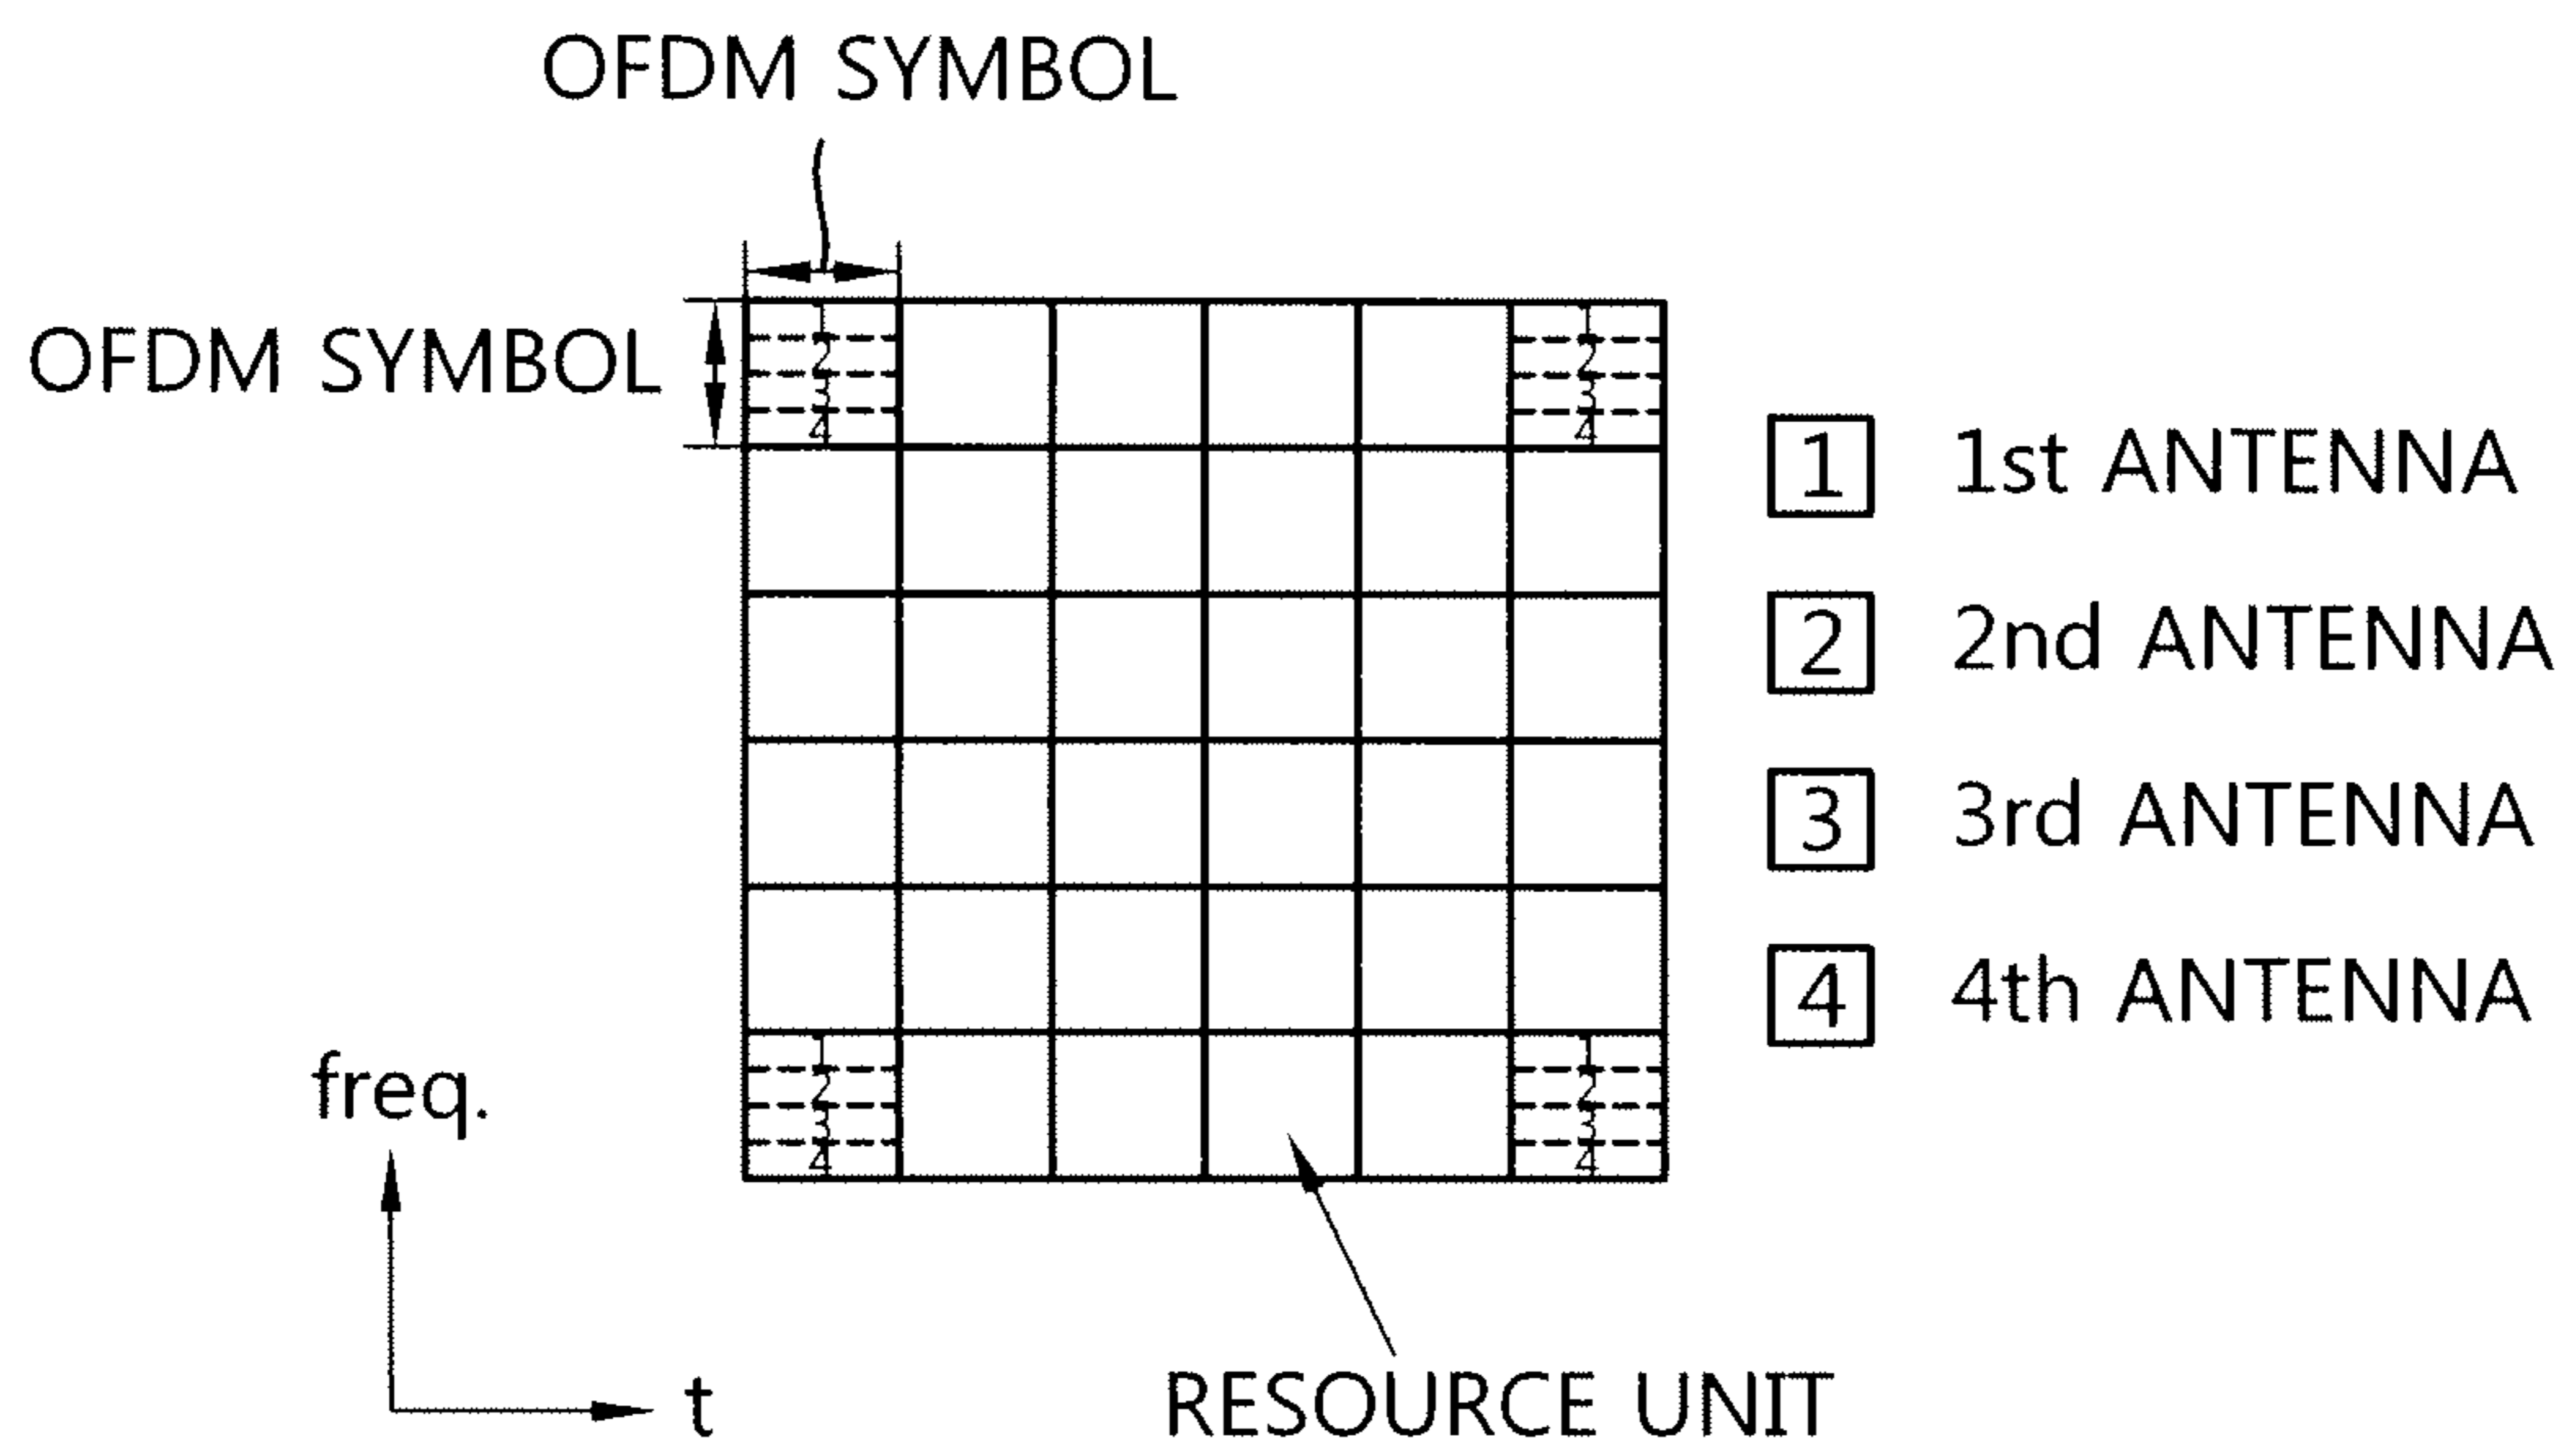 OFDM SYMBOL
OFDM SYMBOL
1 1
2 2
3 3
4 4
1 1st ANTENNA
2 2nd ANTENNA
3 3rd ANTENNA
4 4th ANTENNA
1 1
2 2
3 3
4 4
freq.
t
RESOURCE UNIT